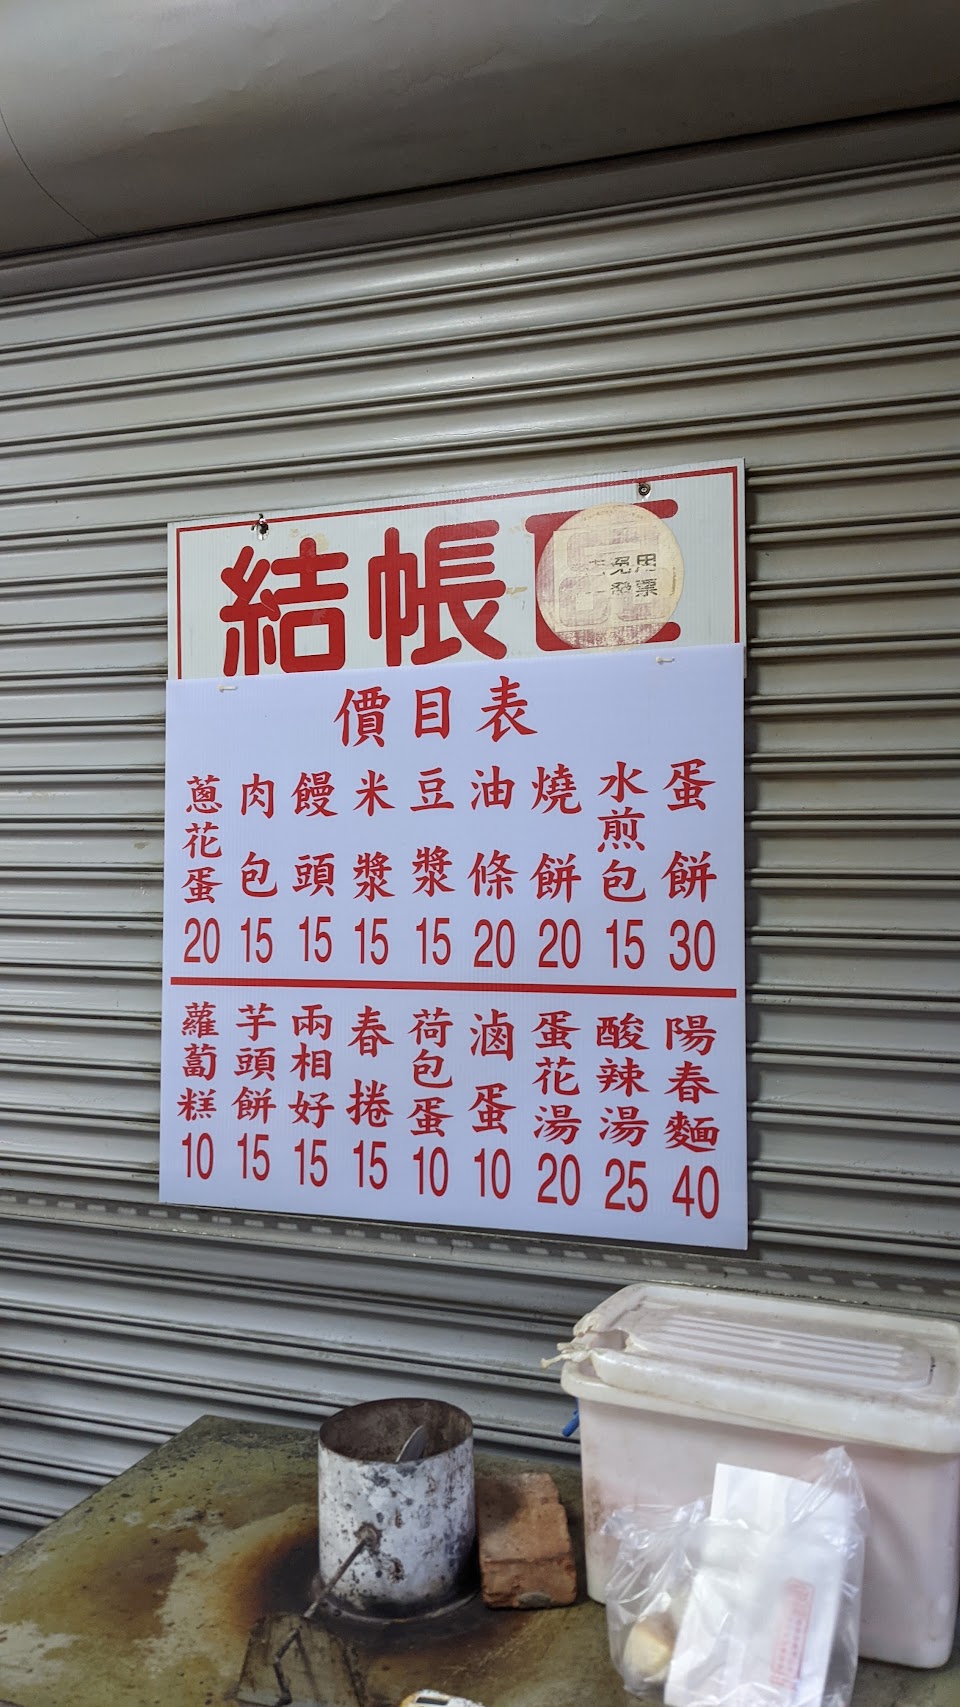 結帳區
免用
發票
價目表
蔥花蛋 20
肉包 15
饅頭 15
米漿 15
豆漿 15
油條 20
燒餅 20
水煎包 15
蛋餅 30
蘿蔔糕 10
芋頭餅 15
兩相好 15
春捲 15
荷包蛋 10
滷蛋 10
蛋花湯 20
酸辣湯 25
陽春麵 40